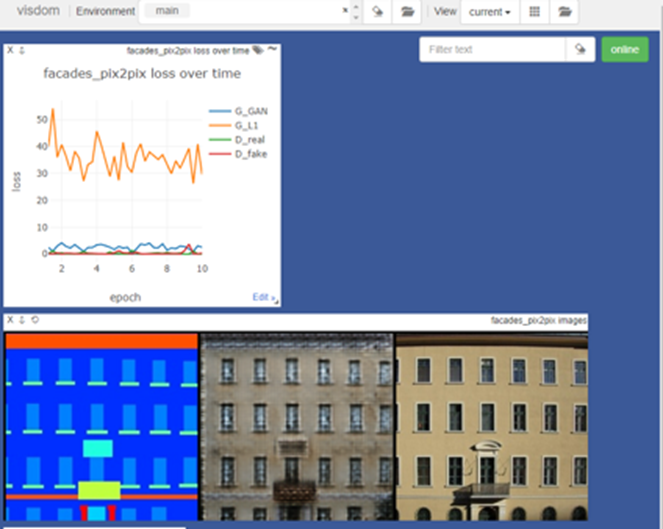 visdom Environment main x View current
Filter text online
X facades_pix2pix loss over time
facades_pix2pix loss over time
G_GAN
G_L1
D_real
D_fake
50
40
30
20
10
0
loss
2 4 6 8 10
epoch
Edit »
X facades_pix2pix images